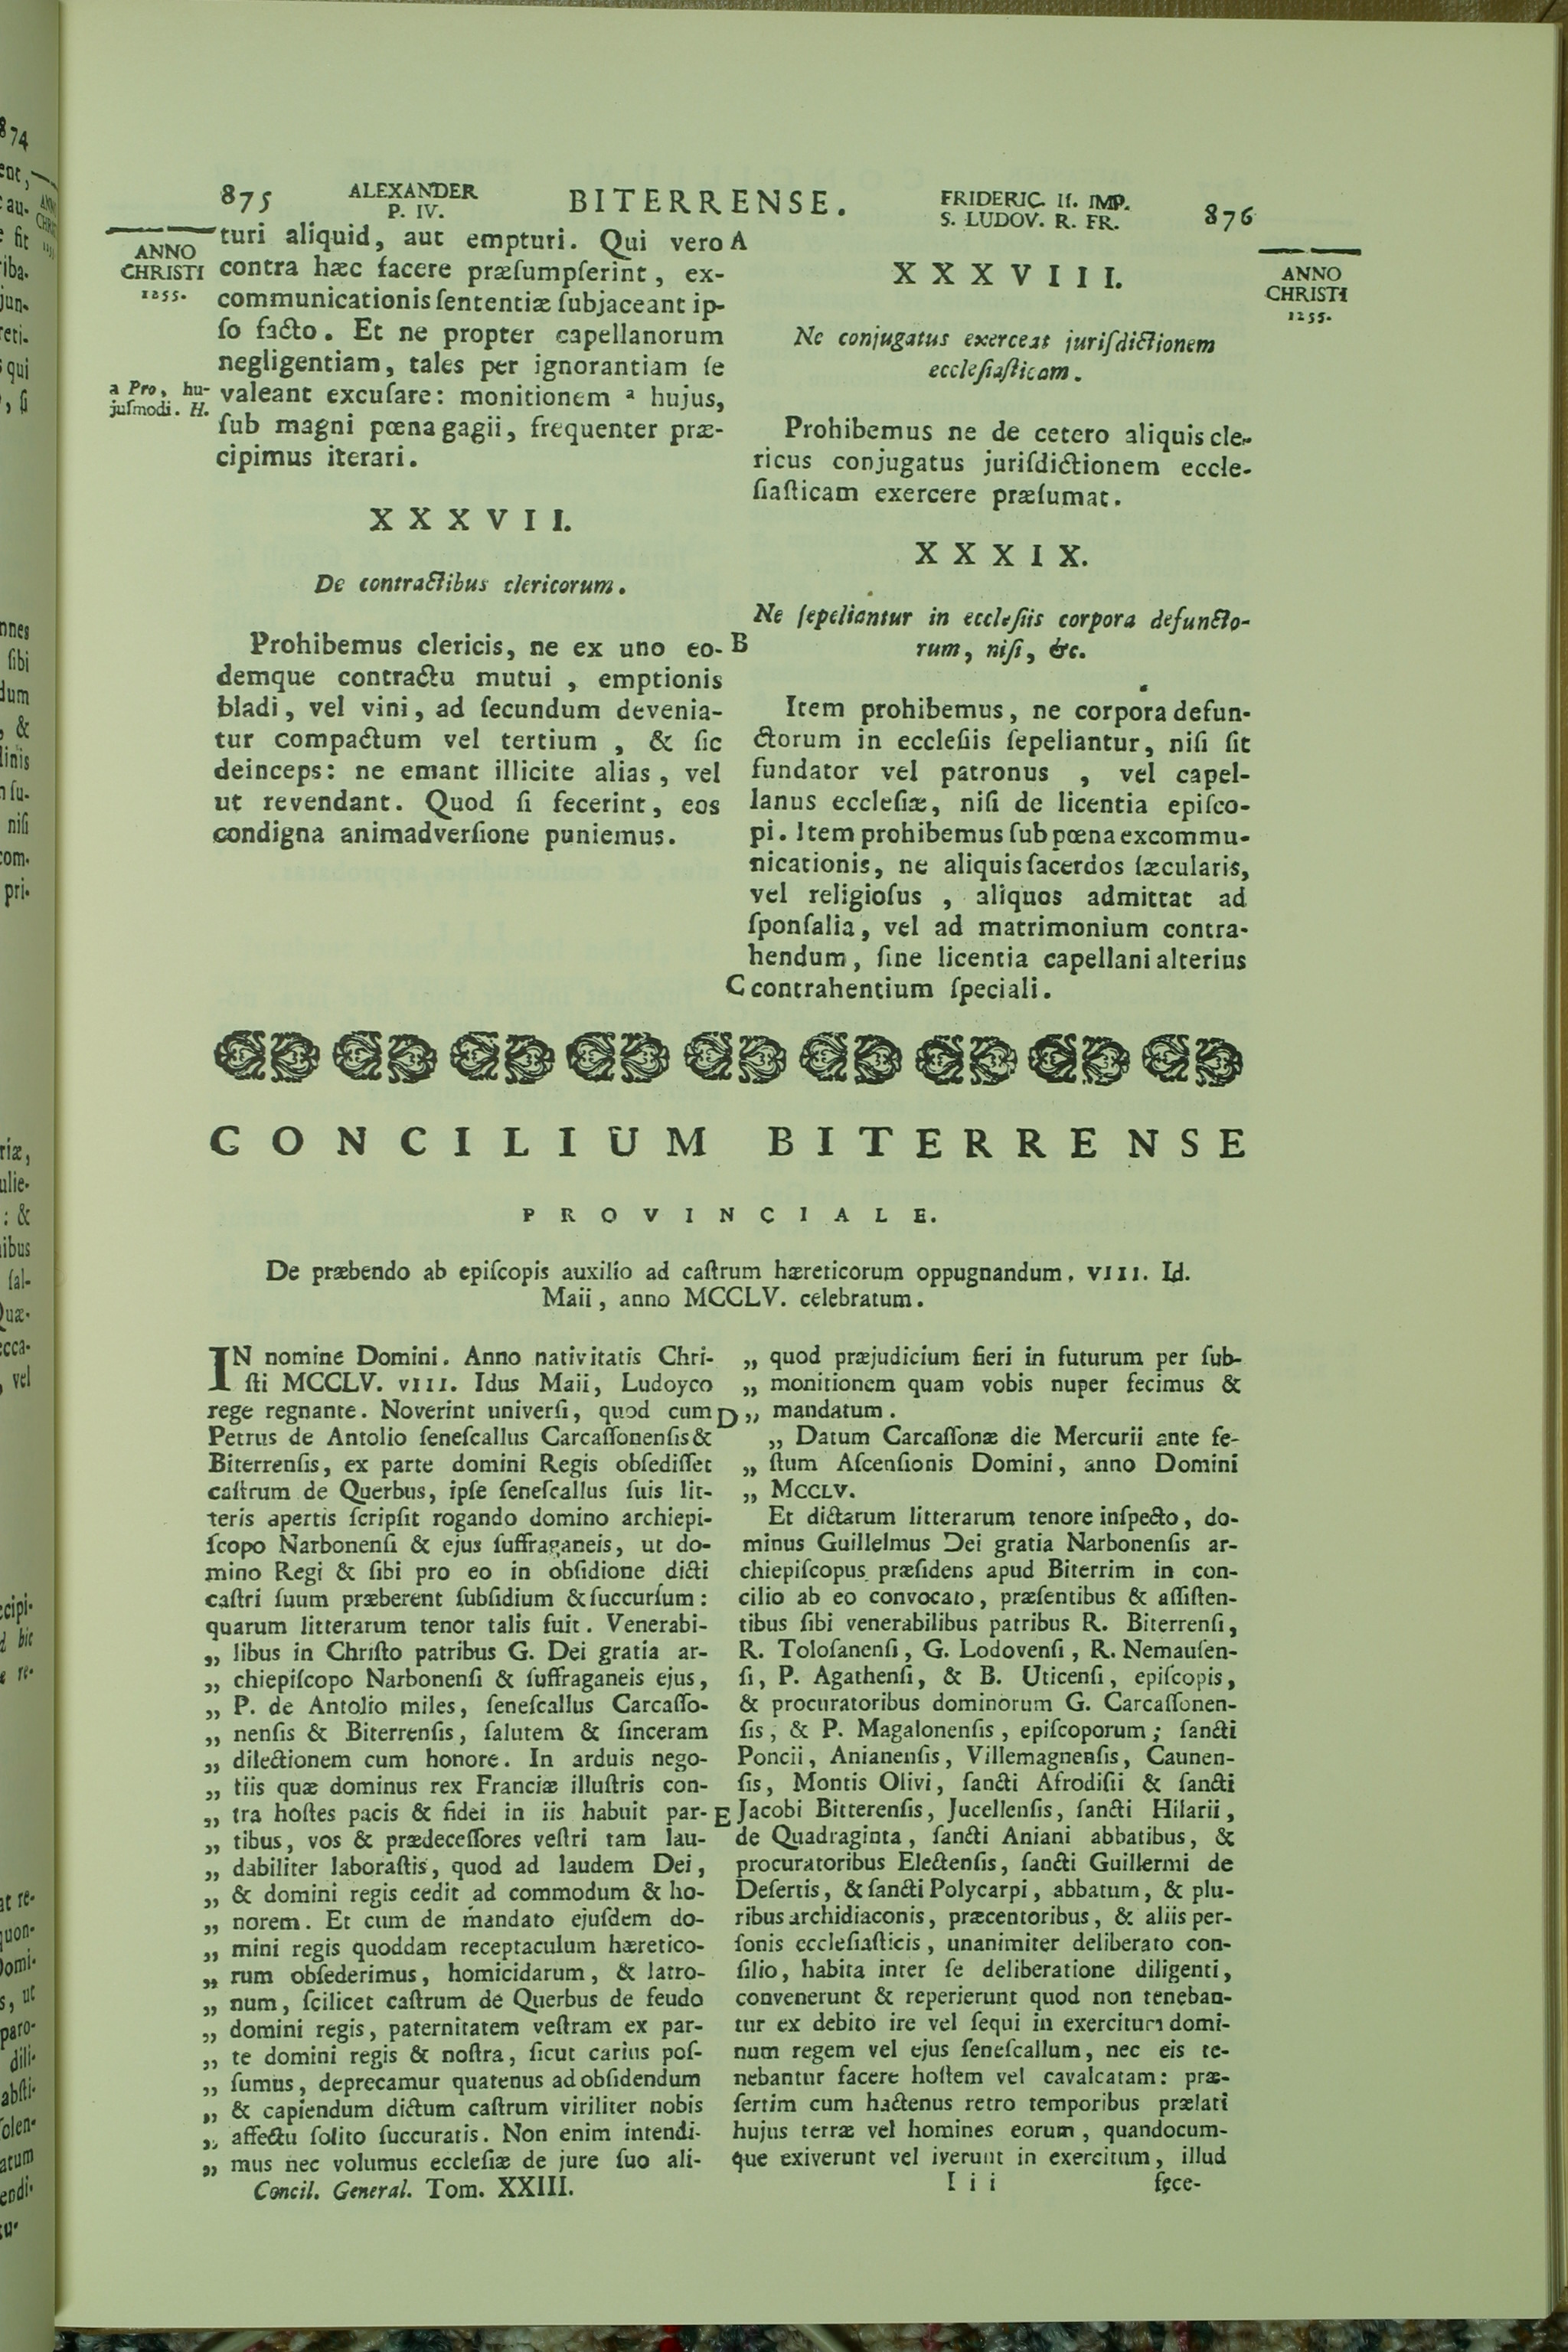 875
ALEXANDER
P. IV.
BITERRENSE.
FRIDERIC. II. IMP.
S. LUDOV. R. FR.
876
ANNO
CHRISTI
1255.
turi aliquid, aut empturi. Qui vero A
contra hæc facere præſumpſerint, ex-
communicationis ſententiæ ſubjaceant ip-
ſo facto. Et ne propter capellanorum
negligentiam, tales per ignorantiam ſe
valeant excuſare: monitionem ª hujus,
ſub magni pœna gagii, frequenter præ-
cipimus iterari.
a Pro, hu-
juſmodi. H.
XXXVII.
De contractibus clericorum.
Prohibemus clericis, ne ex uno eo- B
demque contractu mutui, emptionis
bladi, vel vini, ad ſecundum devenia-
tur compactum vel tertium, & ſic
deinceps: ne emant illicite alias, vel
ut revendant. Quod ſi fecerint, eos
condigna animadverſione puniemus.
ANNO
CHRISTI
1255.
XXXVIII.
Ne conjugatus exerceat juriſdictionem
eccleſiaſticam.
Prohibemus ne de cetero aliquis cle-
ricus conjugatus juriſdictionem eccle-
ſiaſticam exercere præſumat.
XXXIX.
Ne ſepeliantur in eccleſiis corpora defuncto-
rum, niſi, &c.
Item prohibemus, ne corpora defun-
ctorum in eccleſiis ſepeliantur, niſi ſit
fundator vel patronus, vel capel-
lanus eccleſiæ, niſi de licentia epiſco-
pi. Item prohibemus ſub pœna excommu-
nicationis, ne aliquis ſacerdos ſæcularis,
vel religioſus, aliquos admittat ad
ſponſalia, vel ad matrimonium contra-
hendum, ſine licentia capellani alterius
C contrahentium ſpeciali.
CONCILIUM BITERRENSE
PROVINCIALE.
De præbendo ab epiſcopis auxilio ad caſtrum hæreticorum oppugnandum, VIII. Id.
Maii, anno MCCLV. celebratum.
IN nomine Domini. Anno nativitatis Chri-
ſti MCCLV. VIII. Idus Maii, Ludovco
rege regnante. Noverint univerſi, quod cum D
Petrus de Antolio ſeneſcallus Carcaſſonenſis &
Biterrenſis, ex parte domini Regis obſediſſet
caſtrum de Querbus, ipſe ſeneſcallus ſuis lit-
teris apertis ſcripſit rogando domino archiepi-
ſcopo Narbonenſi & ejus ſuffraganeis, ut do-
mino Regi & ſibi pro eo in obſidione dicti
caſtri ſuum præberent ſubſidium & ſuccurſum:
quarum litterarum tenor talis fuit. Venerabi-
„ libus in Chriſto patribus G. Dei gratia ar-
„ chiepiſcopo Narbonenſi & ſuffraganeis ejus,
„ P. de Antolio miles, ſeneſcallus Carcaſſo-
„ nenſis & Biterrenſis, ſalutem & ſinceram
„ dilectionem cum honore. In arduis nego-
„ tiis quæ dominus rex Franciæ illuſtris con-
„ tra hoſtes pacis & fidei in iis habuit par- E
„ tibus, vos & prædeceſſores veſtri tam lau-
„ dabiliter laboraſtis, quod ad laudem Dei,
„ & domini regis cedit ad commodum & ho-
„ norem. Et cum de mandato ejuſdem do-
„ mini regis quoddam receptaculum hæretico-
„ rum obſederimus, homicidarum, & latro-
„ num, ſcilicet caſtrum de Querbus de feudo
„ domini regis, paternitatem veſtram ex par-
„ te domini regis & noſtra, ſicut carius poſ-
„ ſumus, deprecamur quatenus ad obſidendum
„ & capiendum dictum caſtrum viriliter nobis
„ affectu ſolito ſuccuratis. Non enim intendi-
„ mus nec volumus eccleſiæ de jure ſuo ali-
Concil. General. Tom. XXIII.
„ quod præjudicium fieri in futurum per ſub-
„ monitionem quam vobis nuper fecimus &
„ mandatum.
„ Datum Carcaſſonæ die Mercurii ante fe-
„ ſtum Aſcenſionis Domini, anno Domini
„ MCCLV.
Et dictarum litterarum tenore inſpecto, do-
minus Guillelmus Dei gratia Narbonenſis ar-
chiepiſcopus præſidens apud Biterrim in con-
cilio ab eo convocato, præſentibus & aſſiſten-
tibus ſibi venerabilibus patribus R. Biterrenſi,
R. Toloſanenſi, G. Lodovenſi, R. Nemauſen-
ſi, P. Agathenſi, & B. Uticenſi, epiſcopis,
& procuratoribus dominorum G. Carcaſſonen-
ſis, & P. Magalonenſis, epiſcoporum; ſancti
Poncii, Anianenſis, Villemagnenſis, Caunen-
ſis, Montis Olivi, ſancti Afrodiſii & ſancti
Jacobi Bitterenſis, Jucellenſis, ſancti Hilarii,
de Quadraginta, ſancti Aniani abbatibus, &
procuratoribus Electenſis, ſancti Guillermi de
Deſertis, & ſancti Polycarpi, abbatum, & plu-
ribus archidiaconis, præcentoribus, & aliis per-
ſonis eccleſiaſticis, unanimiter deliberato con-
ſilio, habita inter ſe deliberatione diligenti,
convenerunt & reperierunt quod non teneban-
tur ex debito ire vel ſequi in exercitum domi-
num regem vel ejus ſeneſcallum, nec eis te-
nebantur facere hoſtem vel cavalcatam: præ-
ſertim cum hactenus retro temporibus prælati
hujus terræ vel homines eorum, quandocum-
que exiverunt vel iverunt in exercitum, illud
Iii
fece-